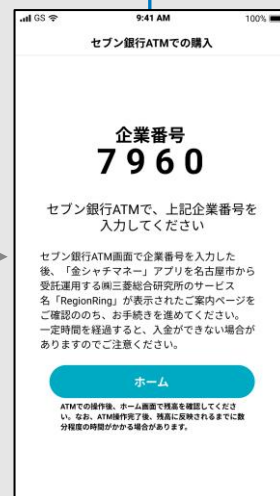 GS 9:41 AM 100%
セブン銀行ATMでの購入
企業番号
7960
セブン銀行ATMで、上記企業番号を
入力してください
セブン銀行ATM画面で企業番号を入力した
後、「金シャチマネー」アプリを名古屋市から
受託運用する㈱三菱総合研究所のサービス
名「RegionRing」が表示されたご案内ページを
ご確認ののち、お手続きを進めてください。
一定時間を経過すると、入金ができない場合が
ありますのでご注意ください。
ホーム
ATMでの操作後、ホーム画面で残高を確認してくださ
い。なお、ATM操作完了後、残高に反映されるまでに数
分程度の時間がかかる場合があります。